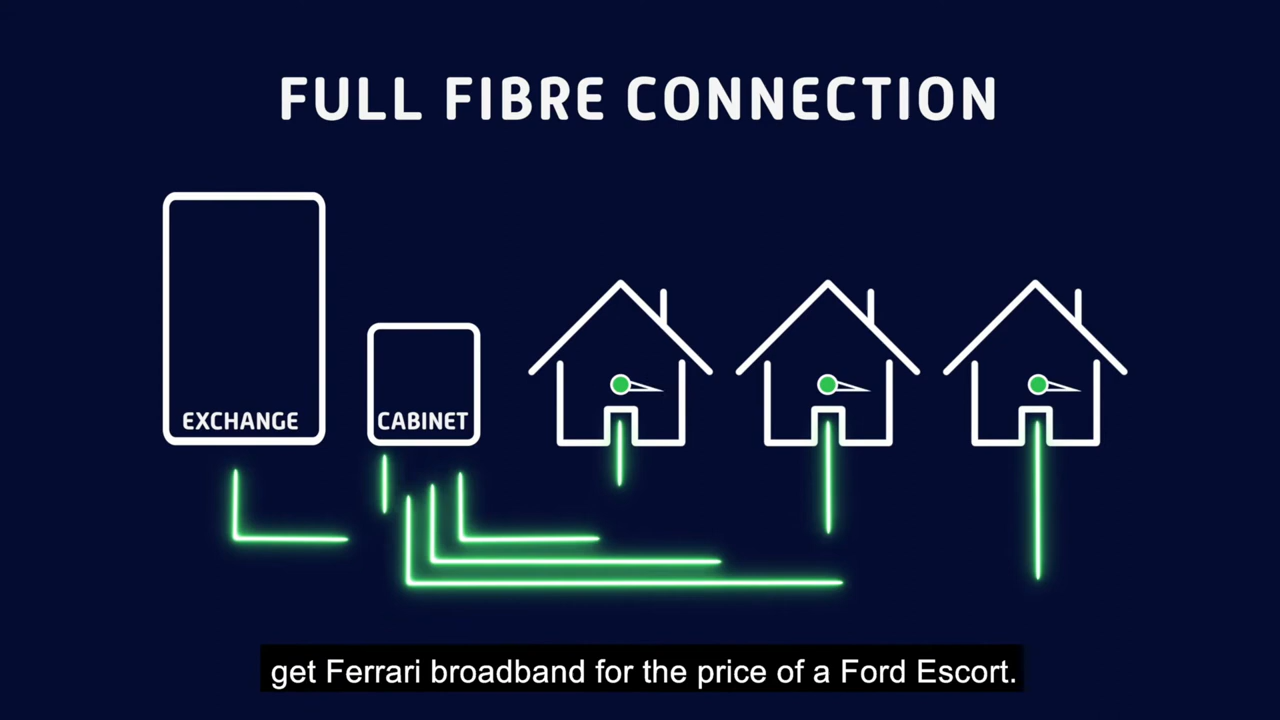 FULL FIBRE CONNECTION
EXCHANGE
CABINET
get Ferrari broadband for the price of a Ford Escort.